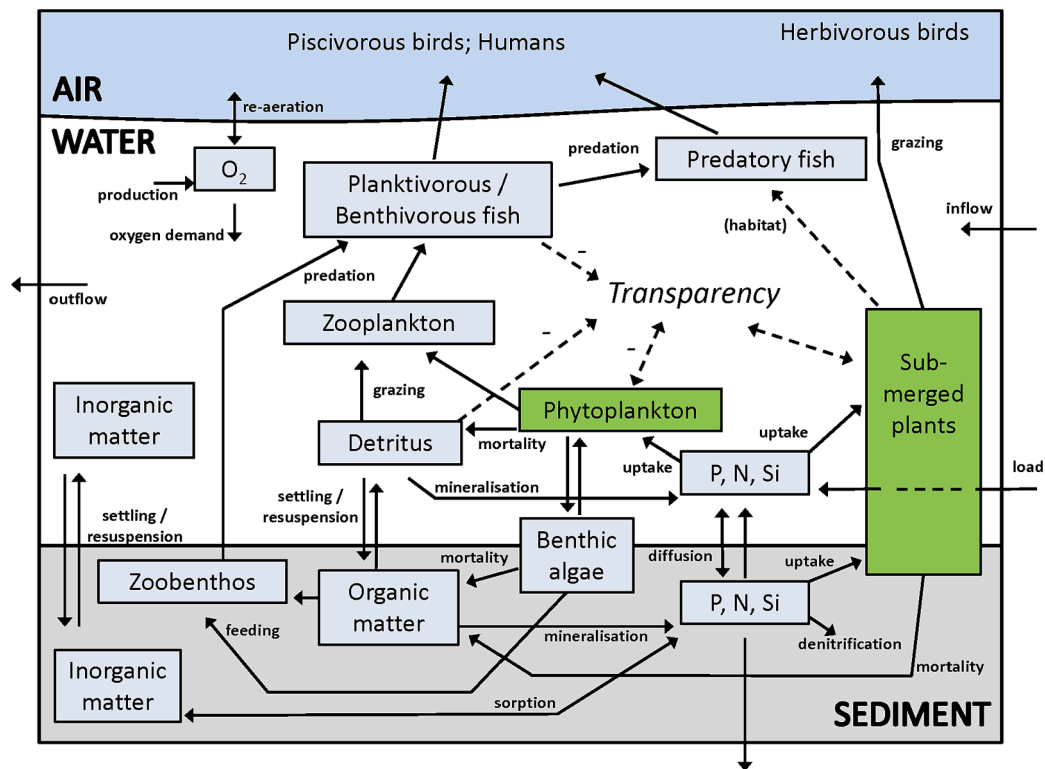 Piscivorous birds; Humans
Herbivorous birds
AIR
re-aeration
WATER
O2
production
oxygen demand
Planktivorous /
Benthivorous fish
predation
Predatory fish
grazing
inflow
(habitat)
-
predation
outflow
Transparency
Zooplankton
-
-
Sub-
merged
plants
Inorganic
matter
grazing
Phytoplankton
Detritus
mortality
uptake
uptake
P, N, Si
load
mineralisation
settling /
resuspension
settling /
resuspension
Benthic
algae
diffusion
mortality
uptake
Zoobenthos
Organic
matter
P, N, Si
feeding
mineralisation
denitrification
Inorganic
matter
mortality
sorption
SEDIMENT